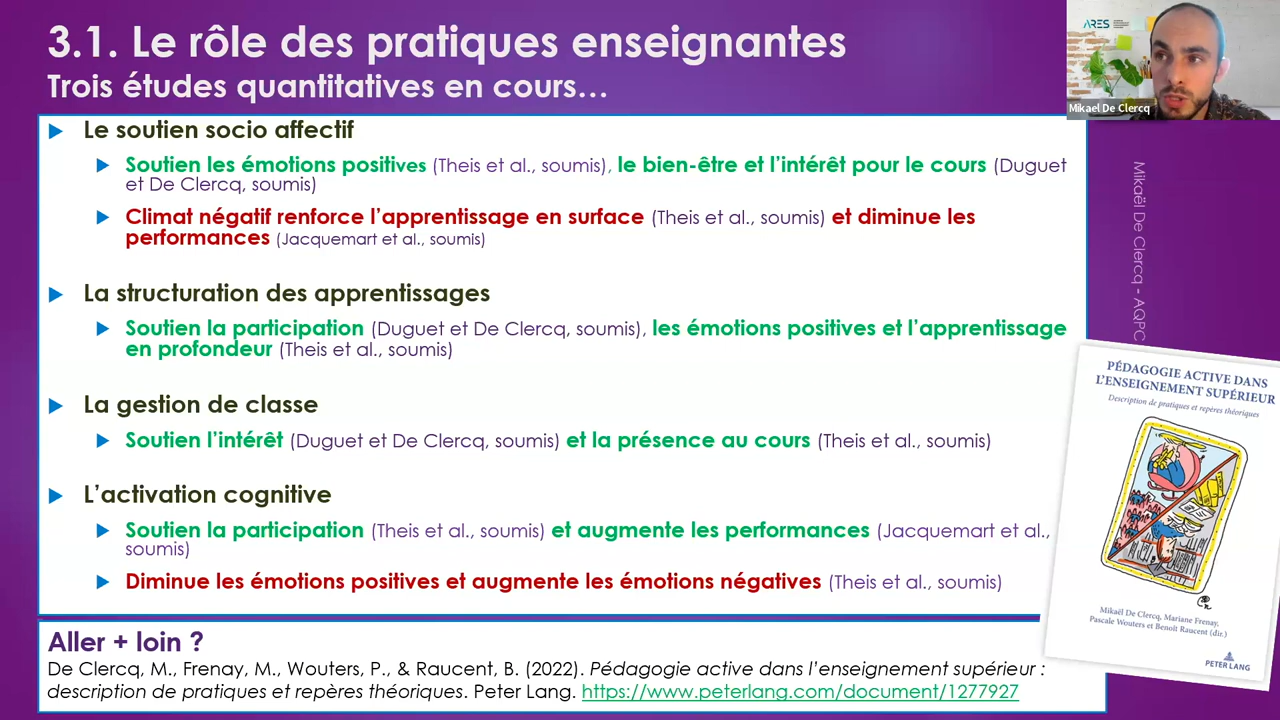 3.1. Le rôle des pratiques enseignantes
Trois études quantitatives en cours…
ARES
Mikael De Clercq
Le soutien socio affectif
Soutien les émotions positives (Theis et al., soumis), le bien-être et l'intérêt pour le cours (Duguet
et De Clercq, soumis)
Climat négatif renforce l'apprentissage en surface (Theis et al., soumis) et diminue les
performances (Jacquemart et al., soumis)
La structuration des apprentissages
Soutien la participation (Duguet et De Clercq, soumis), les émotions positives et l'apprentissage
en profondeur (Theis et al., soumis)
La gestion de classe
Soutien l'intérêt (Duguet et De Clercq, soumis) et la présence au cours (Theis et al., soumis)
L'activation cognitive
Soutien la participation (Theis et al., soumis) et augmente les performances (Jacquemart et al.,
soumis)
Diminue les émotions positives et augmente les émotions négatives (Theis et al., soumis)
Mikaël De Clercq - AQPC
PÉDAGOGIE ACTIVE DANS
L'ENSEIGNEMENT SUPÉRIEUR
Description de pratiques et repères théoriques
Mikaël De Clercq, Mariane Frenay,
Pascale Wouters et Benoît Raucent (dir.)
PETER LANG
Aller + loin ?
De Clercq, M., Frenay, M., Wouters, P., & Raucent, B. (2022). Pédagogie active dans l'enseignement supérieur :
description de pratiques et repères théoriques. Peter Lang. https://www.peterlang.com/document/1277927